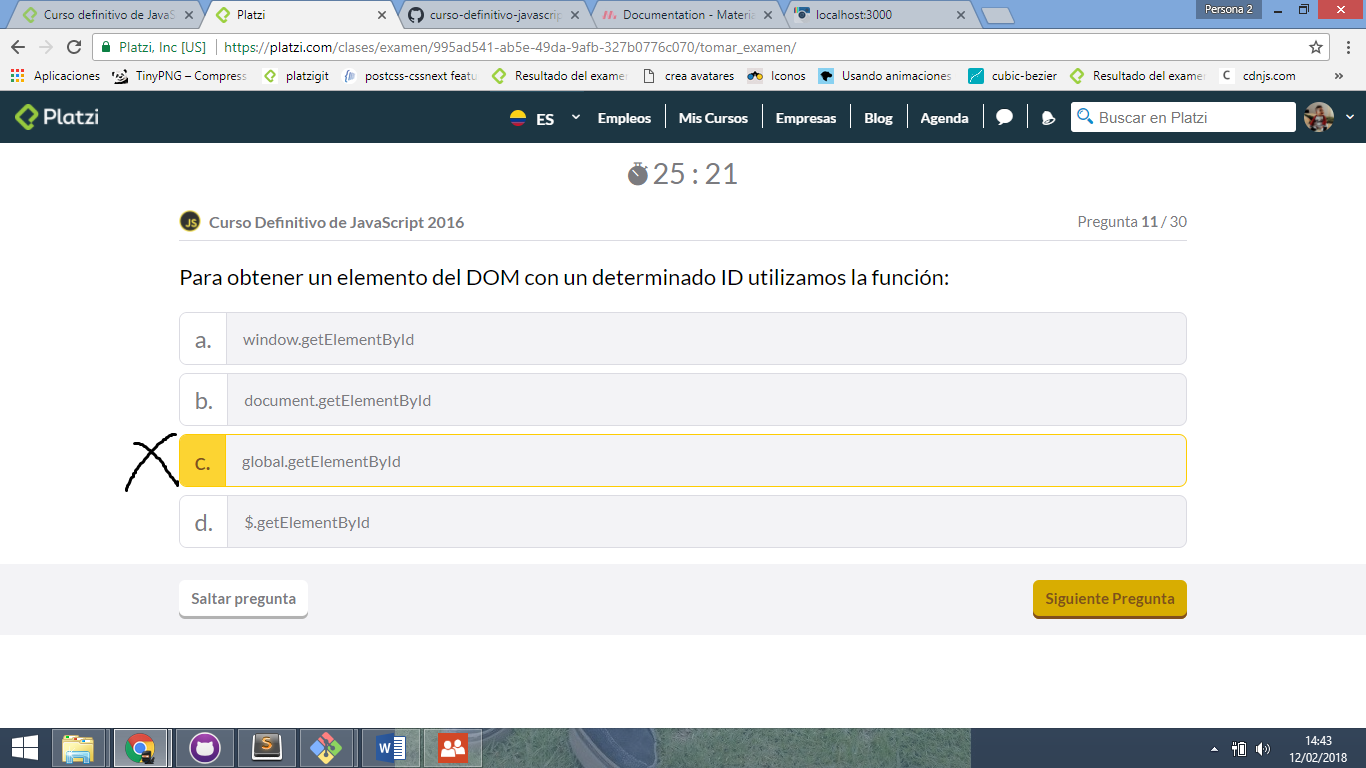 Curso definitivo de JavaS
Platzi
curso-definitivo-javascrip
Documentation - Materia
localhost:3000
Persona 2
Platzi, Inc [US]
https://platzi.com/clases/examen/995ad541-ab5e-49da-9afb-327b0776c070/tomar_examen/
Aplicaciones
TinyPNG – Compress
platzigit
postcss-cssnext featu
Resultado del examen
crea avatares
Iconos
Usando animaciones
cubic-bezier
Resultado del examen
C cdnjs.com
»
Platzi
ES
Empleos
Mis Cursos
Empresas
Blog
Agenda
Buscar en Platzi
25 : 21
JS
Curso Definitivo de JavaScript 2016
Pregunta 11 / 30
Para obtener un elemento del DOM con un determinado ID utilizamos la función:
a. window.getElementById
b. document.getElementById
X c. global.getElementById
d. $.getElementById
Saltar pregunta
Siguiente Pregunta
14:43
12/02/2018